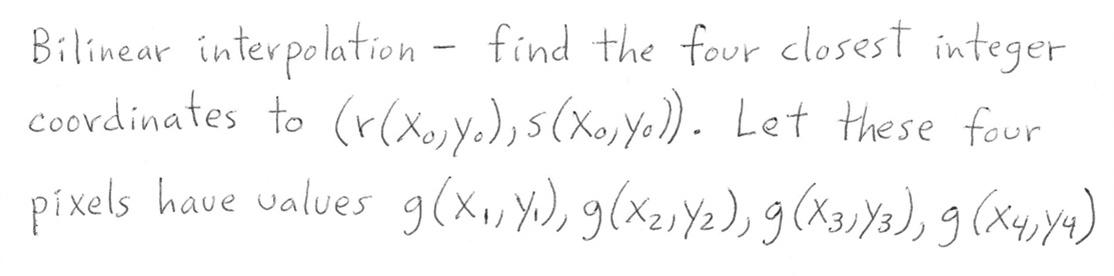 Bilinear interpolation – find the four closest integer
coordinates to (r(x₀,y₀),s(x₀,y₀)). Let these four
pixels have values g(x₁,y₁), g(x₂,y₂), g(x₃,y₃), g(x₄,y₄)